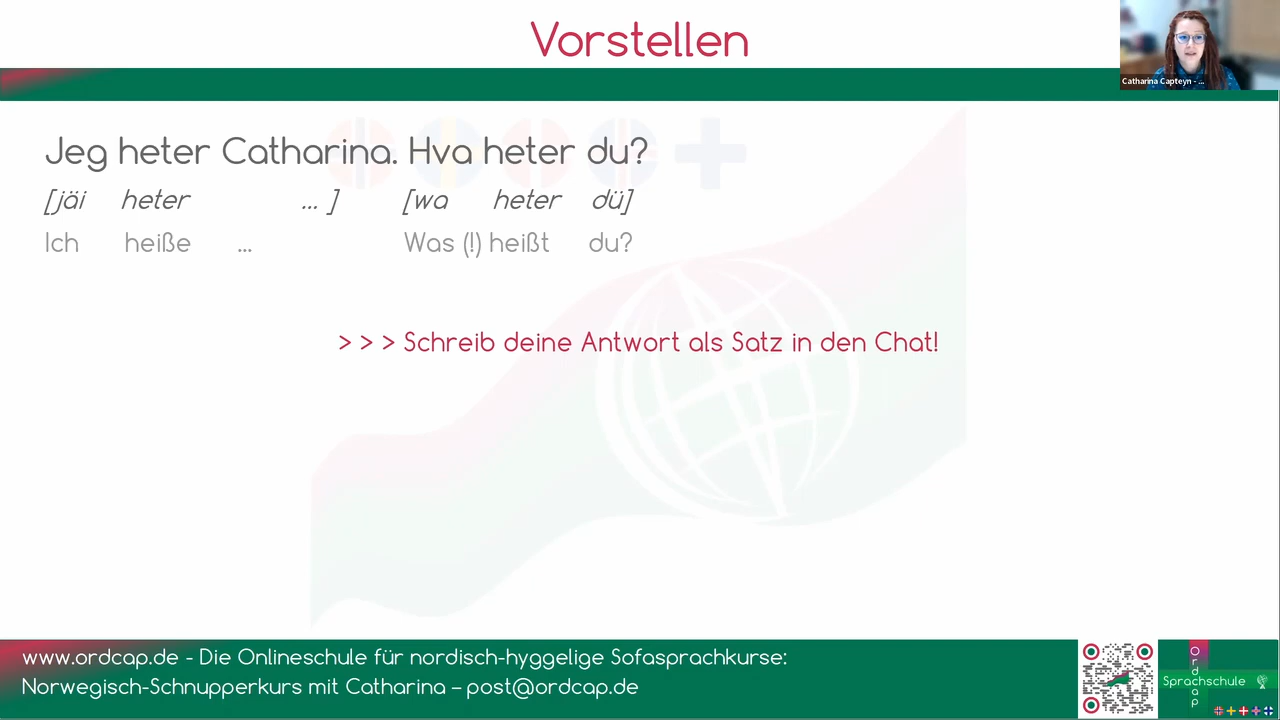 Vorstellen
Catharina Capteyn - ...
Jeg heter Catharina. Hva heter du?
[jäi heter ... ] [wa heter dü]
Ich heiße ... Was (!) heißt du?
> > > Schreib deine Antwort als Satz in den Chat!
www.ordcap.de - Die Onlineschule für nordisch-hyggelige Sofasprachkurse:
Norwegisch-Schnupperkurs mit Catharina – post@ordcap.de
Ordcap
Sprachschule